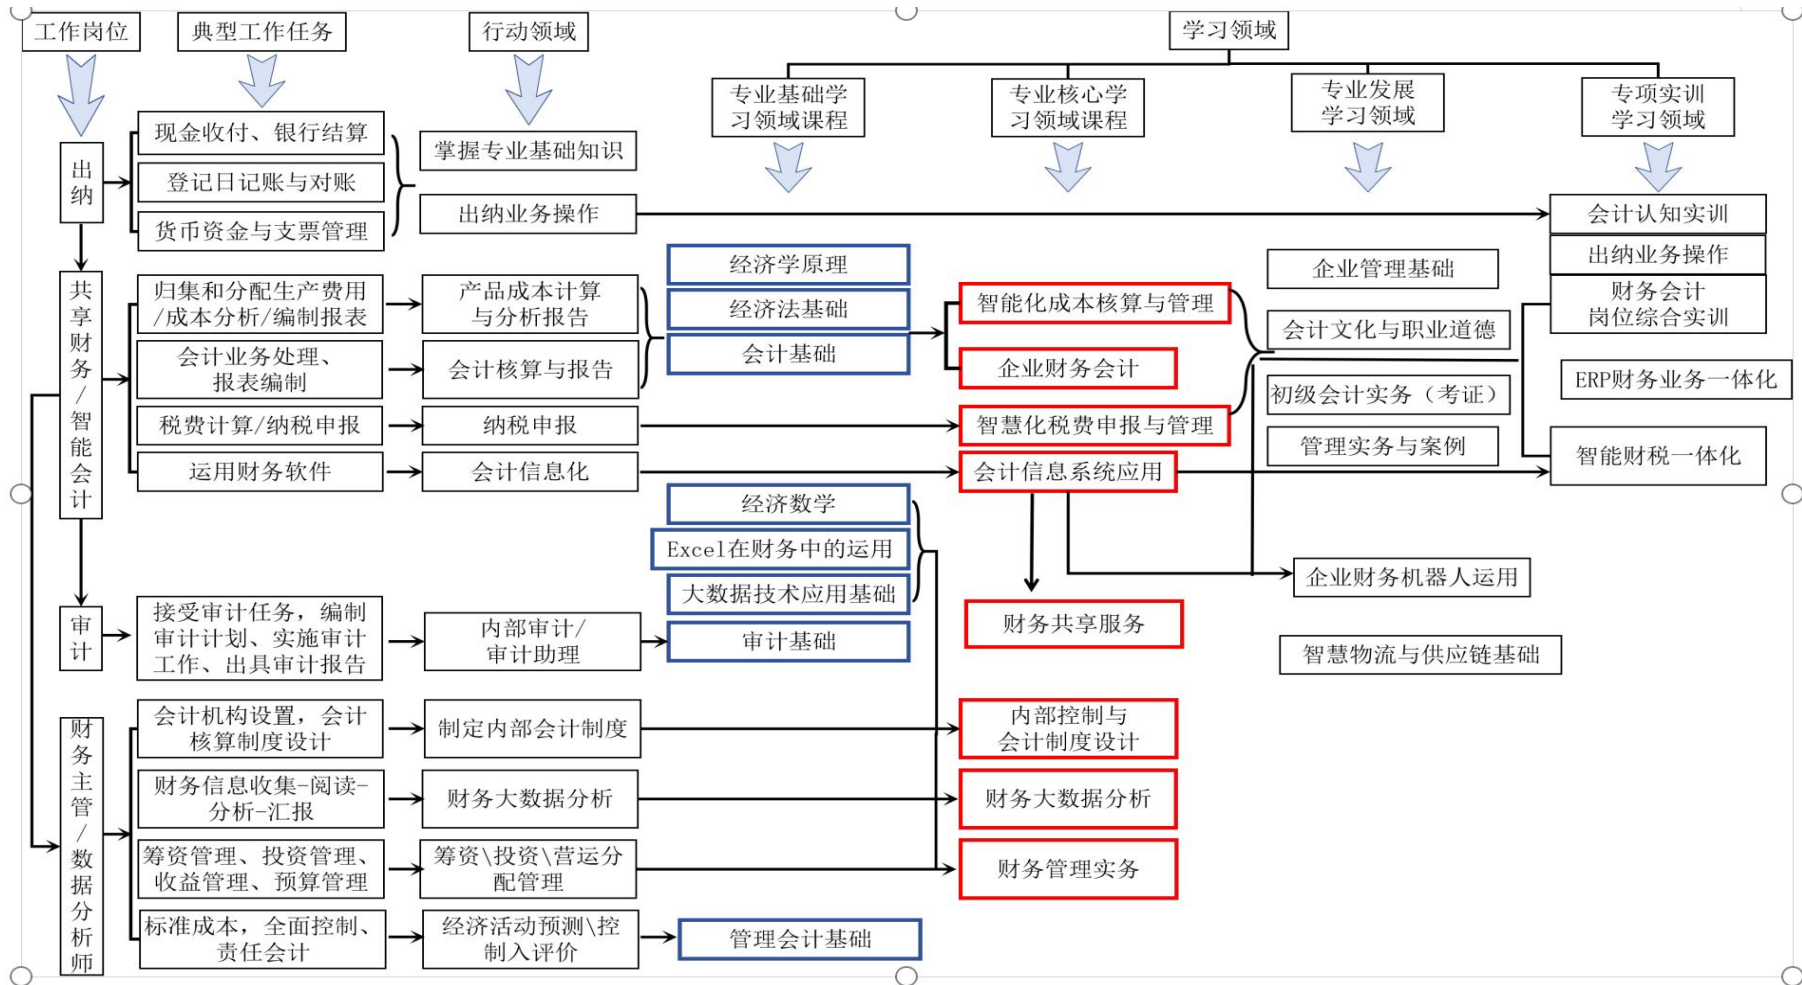 工作岗位
典型工作任务
行动领域
学习领域
专业基础学
习领域课程
专业核心学
习领域课程
专业发展
学习领域
专项实训
学习领域
出
纳
现金收付、银行结算
登记日记账与对账
货币资金与支票管理
掌握专业基础知识
出纳业务操作
会计认知实训
出纳业务操作
财务会计
岗位综合实训
ERP财务业务一体化
智能财税一体化
共
享
财
务
/
智
能
会
计
归集和分配生产费用
/成本分析/编制报表
会计业务处理、
报表编制
税费计算/纳税申报
运用财务软件
产品成本计算
与分析报告
会计核算与报告
纳税申报
会计信息化
经济学原理
经济法基础
会计基础
智能化成本核算与管理
企业财务会计
智慧化税费申报与管理
会计信息系统应用
企业管理基础
会计文化与职业道德
初级会计实务（考证）
管理实务与案例
经济数学
Excel在财务中的运用
大数据技术应用基础
审计基础
财务共享服务
企业财务机器人运用
智慧物流与供应链基础
审
计
接受审计任务，编制
审计计划、实施审计
工作、出具审计报告
内部审计/
审计助理
财
务
主
管
/
数
据
分
析
师
会计机构设置，会计
核算制度设计
制定内部会计制度
内部控制与
会计制度设计
财务信息收集-阅读-
分析-汇报
财务大数据分析
财务大数据分析
筹资管理、投资管理、
收益管理、预算管理
筹资\投资\营运分
配管理
财务管理实务
标准成本，全面控制、
责任会计
经济活动预测\控
制入评价
管理会计基础